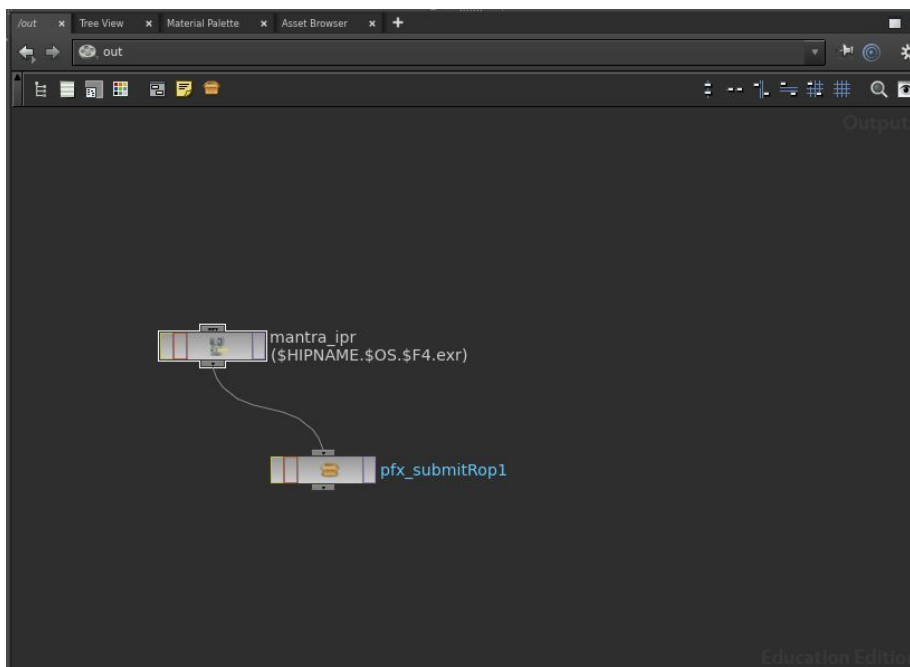 /out x Tree View x Material Palette x Asset Browser x +
out
Output
mantra_ipr
($HIPNAME.$OS.$F4.exr)
pfx_submitRop1
Education Edition